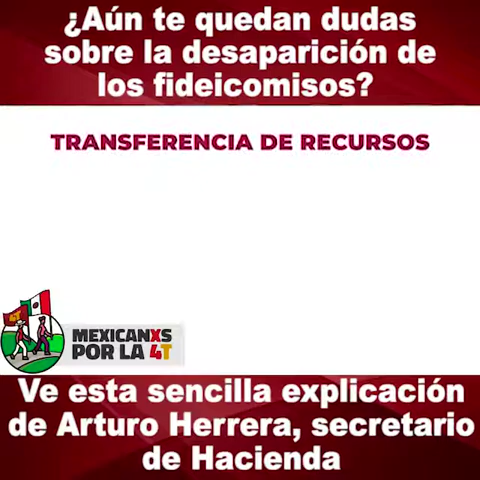 ¿Aún te quedan dudas
sobre la desaparición de
los fideicomisos?
TRANSFERENCIA DE RECURSOS
4T
MEXICANXS
POR LA 4T
Ve esta sencilla explicación
de Arturo Herrera, secretario
de Hacienda